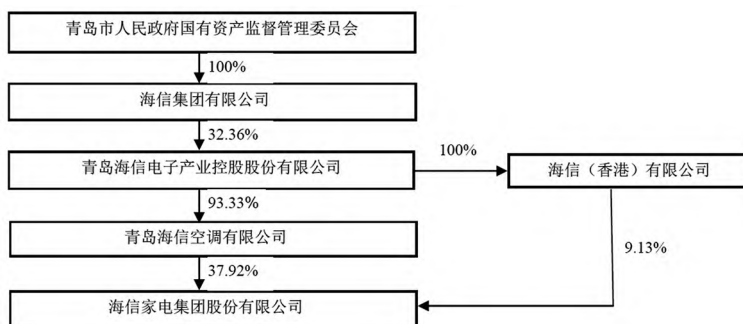 青岛市人民政府国有资产监督管理委员会
100%
海信集团有限公司
32.36%
青岛海信电子产业控股股份有限公司
100%
海信（香港）有限公司
93.33%
青岛海信空调有限公司
9.13%
37.92%
海信家电集团股份有限公司